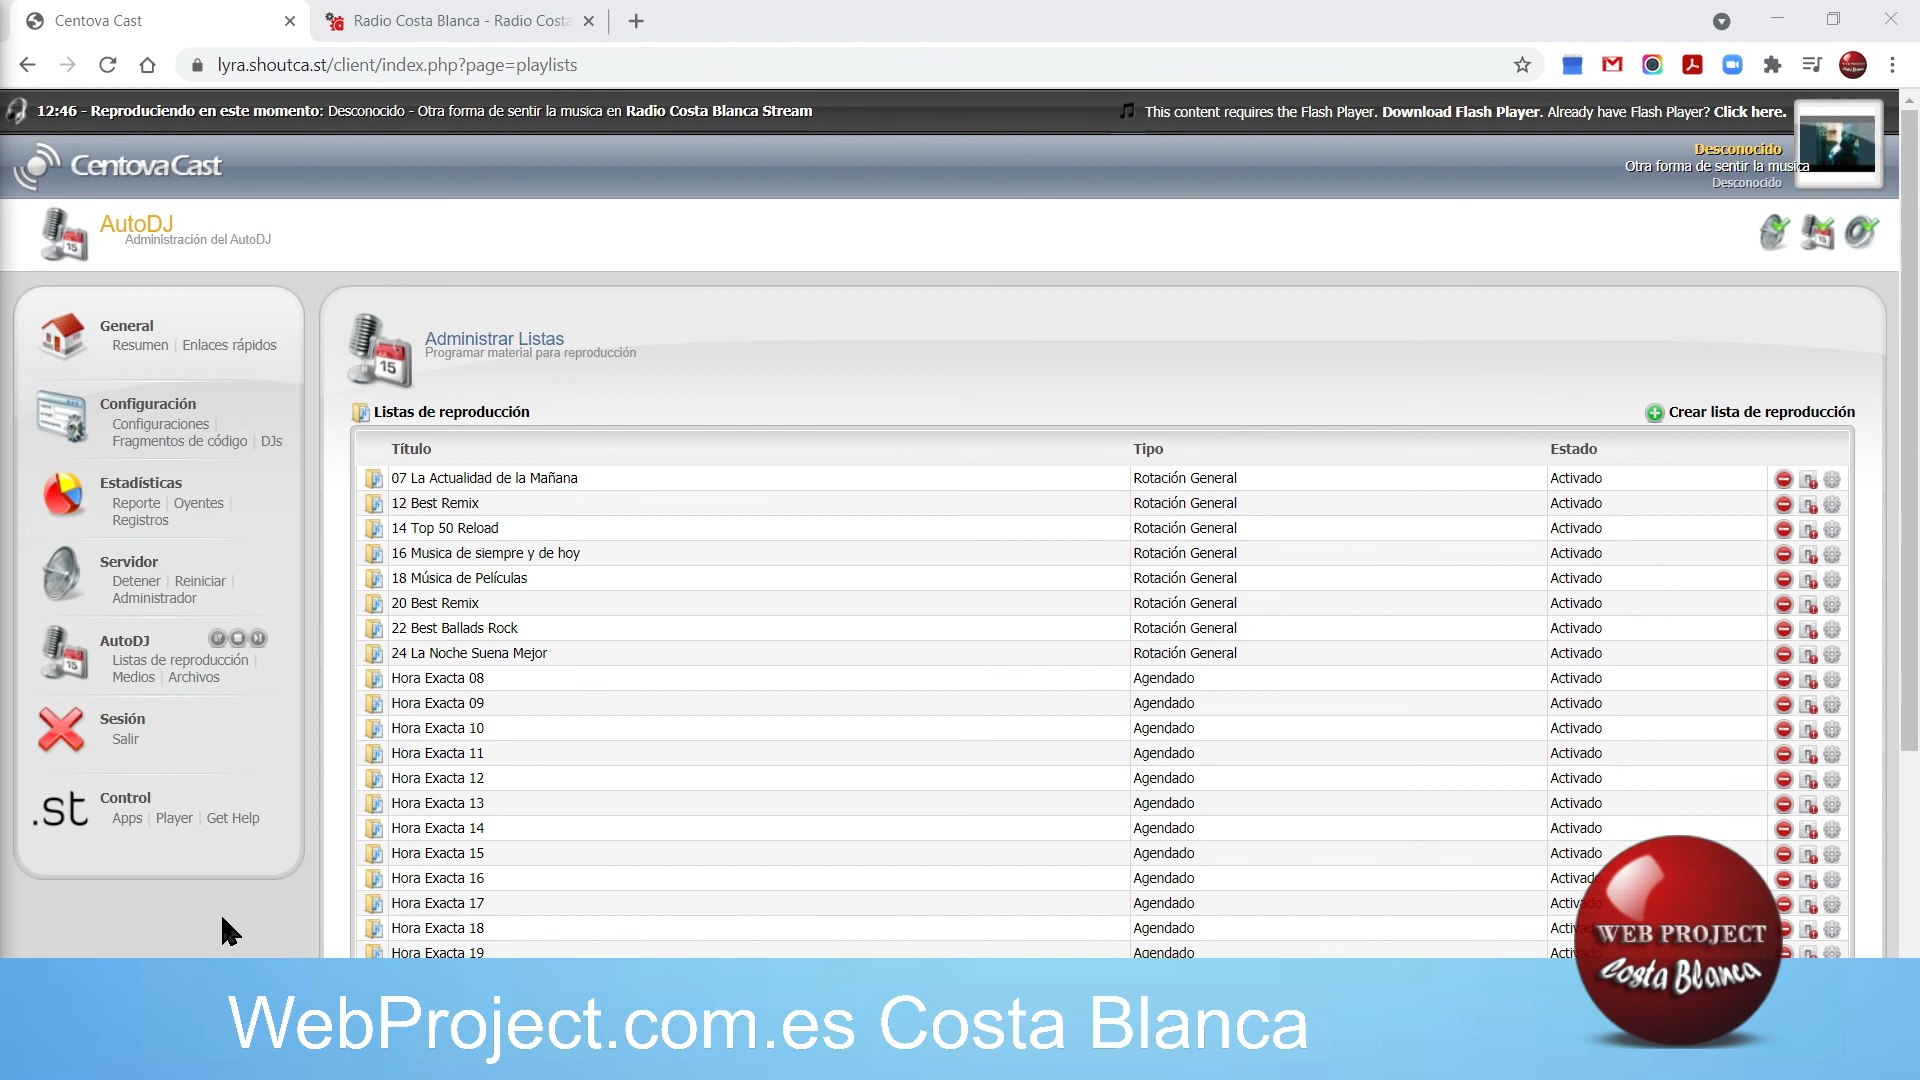 Centova Cast
Radio Costa Blanca - Radio Costa
lyra.shoutca.st/client/index.php?page=playlists
12:46 - Reproduciendo en este momento: Desconocido - Otra forma de sentir la musica en Radio Costa Blanca Stream
This content requires the Flash Player. Download Flash Player. Already have Flash Player? Click here.
CentovaCast
Desconocido
Otra forma de sentir la musica
Desconocido
AutoDJ
Administración del AutoDJ
General
Resumen | Enlaces rápidos
Configuración
Configuraciones |
Fragmentos de código | DJs
Estadísticas
Reporte | Oyentes |
Registros
Servidor
Detener | Reiniciar |
Administrador
AutoDJ
Listas de reproducción |
Medios | Archivos
Sesión
Salir
.st
Control
Apps | Player | Get Help
15
Administrar Listas
Programar material para reproducción
Listas de reproducción
Crear lista de reproducción
Título Tipo Estado
07 La Actualidad de la Mañana Rotación General Activado
12 Best Remix Rotación General Activado
14 Top 50 Reload Rotación General Activado
16 Musica de siempre y de hoy Rotación General Activado
18 Música de Películas Rotación General Activado
20 Best Remix Rotación General Activado
22 Best Ballads Rock Rotación General Activado
24 La Noche Suena Mejor Rotación General Activado
Hora Exacta 08 Agendado Activado
Hora Exacta 09 Agendado Activado
Hora Exacta 10 Agendado Activado
Hora Exacta 11 Agendado Activado
Hora Exacta 12 Agendado Activado
Hora Exacta 13 Agendado Activado
Hora Exacta 14 Agendado Activado
Hora Exacta 15 Agendado Activado
Hora Exacta 16 Agendado Activado
Hora Exacta 17 Agendado Activado
Hora Exacta 18 Agendado
Hora Exacta 19 Agendado
WEB PROJECT
Costa Blanca
WebProject.com.es Costa Blanca